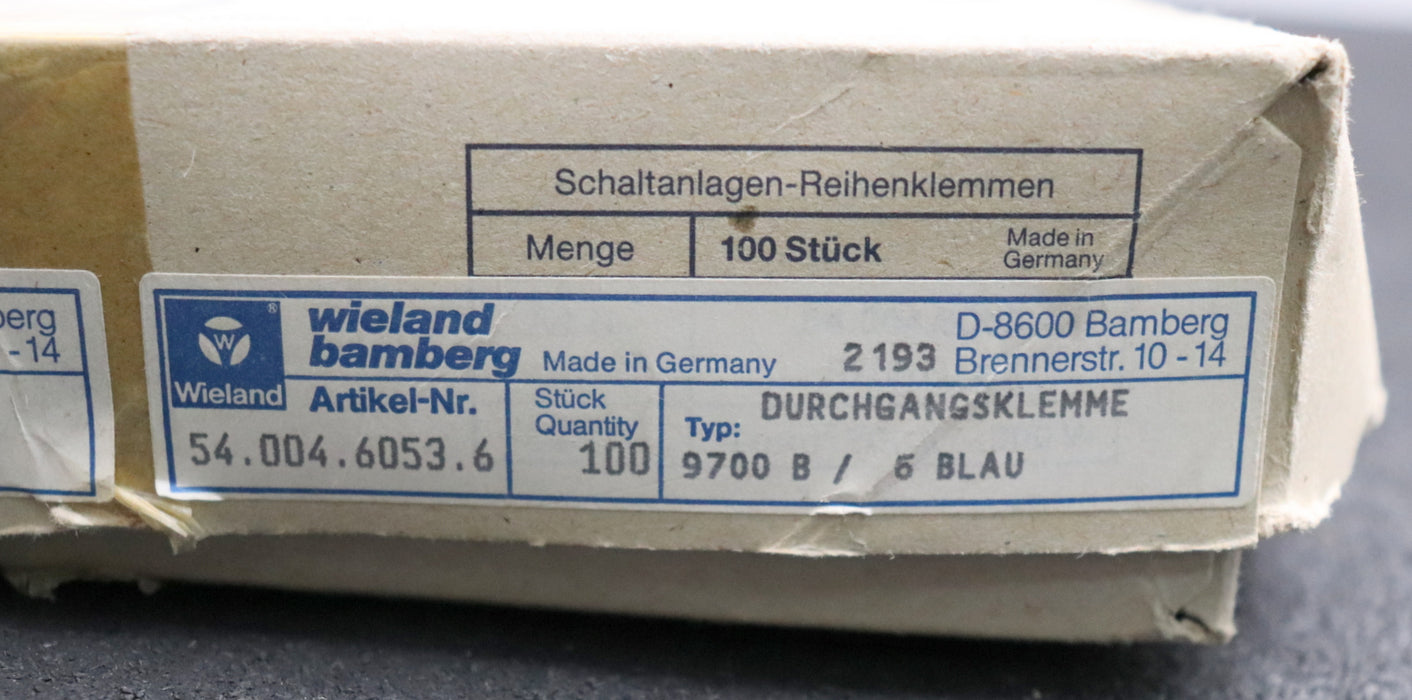 Schaltanlagen-Reihenklemmen
Menge
100 Stück
Made in
Germany
berg
-14
W
®
Wieland
wieland
bamberg
Made in Germany
2193
D-8600 Bamberg
Brennerstr. 10-14
Artikel-Nr.
54.004.6053.6
Stück
Quantity
100
Typ:
DURCHGANGSKLEMME
9700 B / 6 BLAU